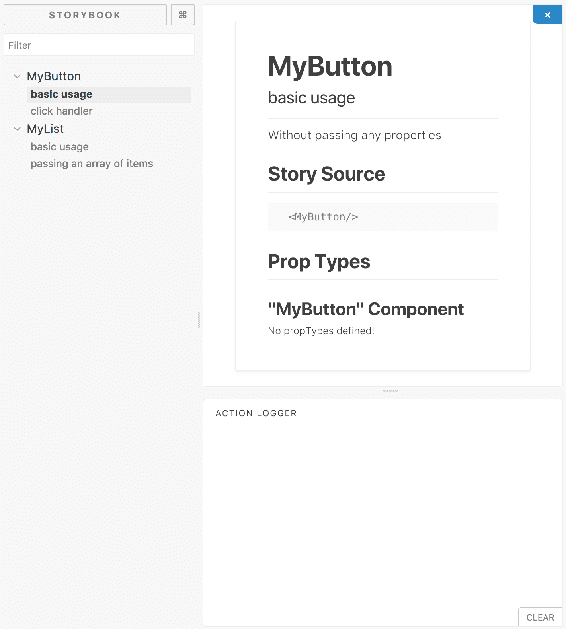 STORYBOOK
⌘
Filter
MyButton
basic usage
click handler
MyList
basic usage
passing an array of items
×
MyButton
basic usage
Without passing any properties
Story Source
<MyButton/>
Prop Types
"MyButton" Component
No propTypes defined!
ACTION LOGGER
CLEAR